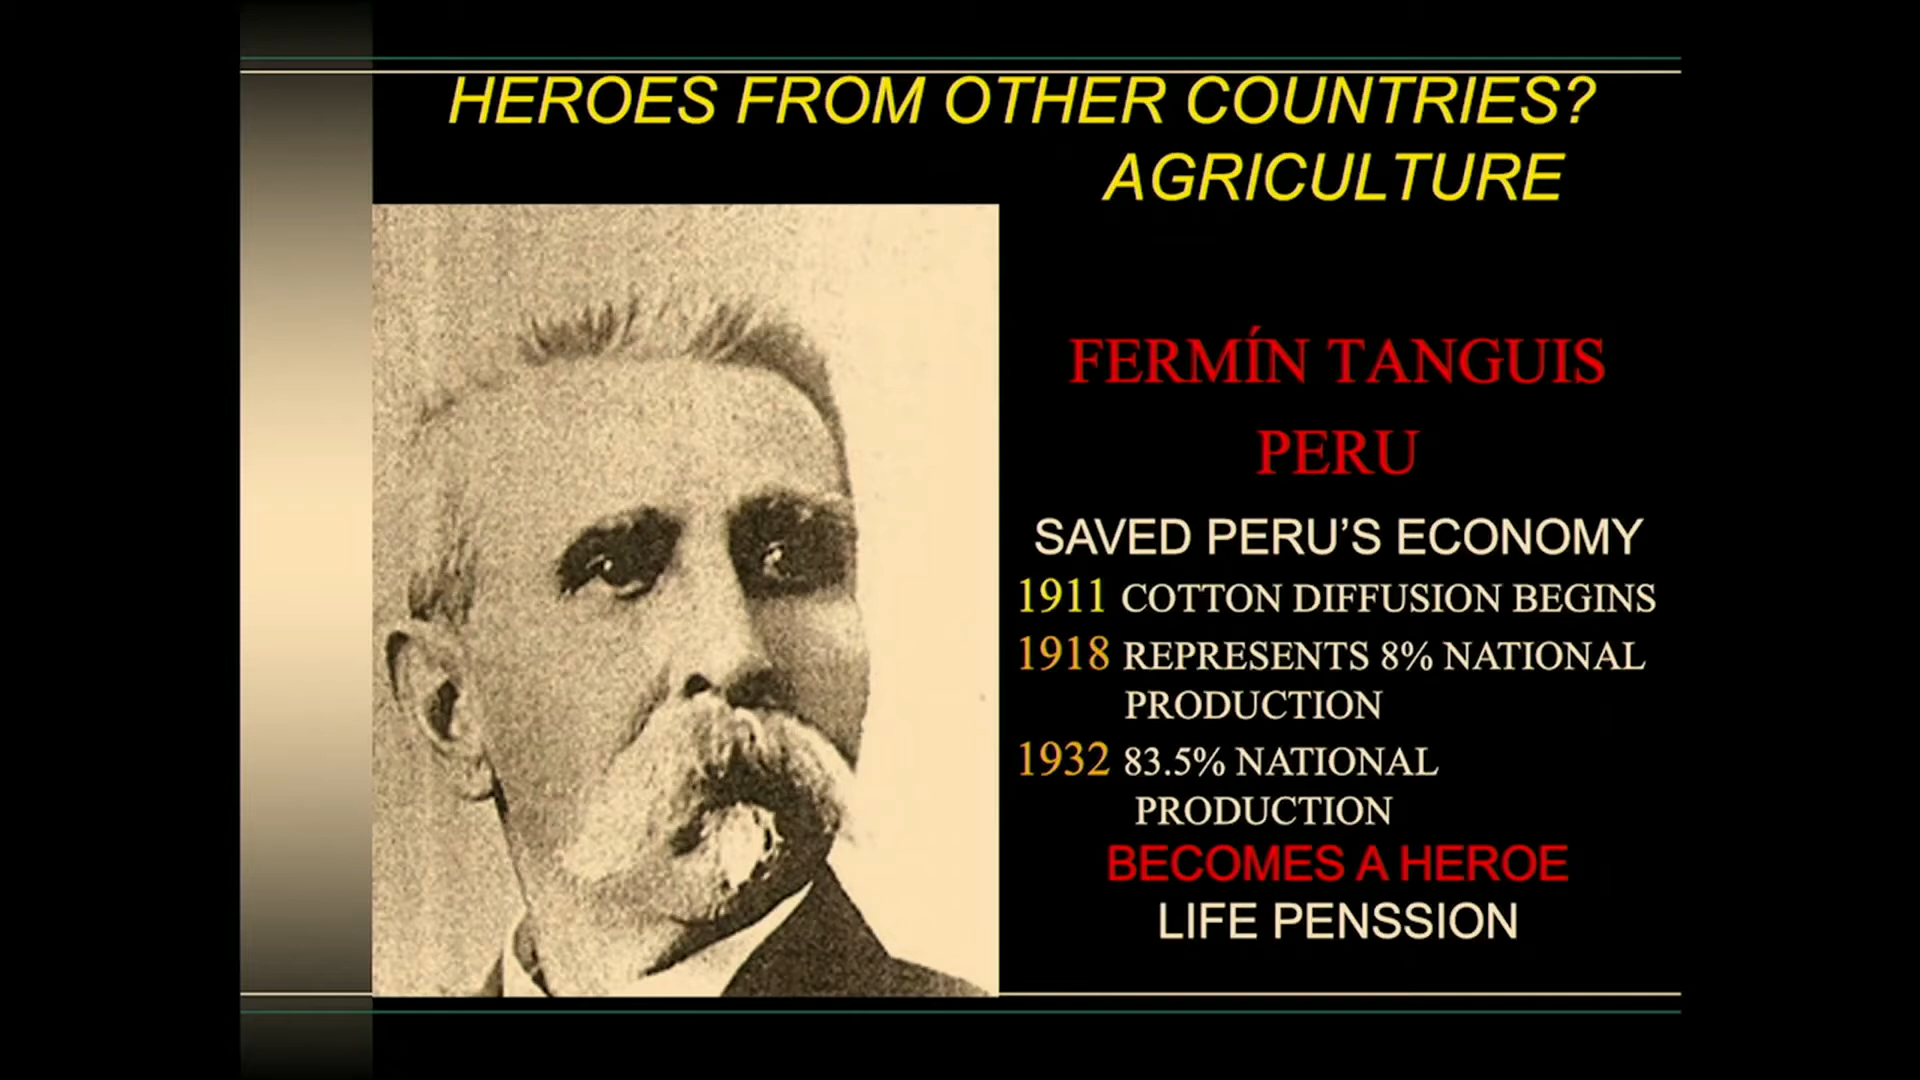 HEROES FROM OTHER COUNTRIES?
AGRICULTURE
FERMÍN TANGUIS
PERU
SAVED PERU’S ECONOMY
1911 COTTON DIFFUSION BEGINS
1918 REPRESENTS 8% NATIONAL
PRODUCTION
1932 83.5% NATIONAL
PRODUCTION
BECOMES A HEROE
LIFE PENSSION